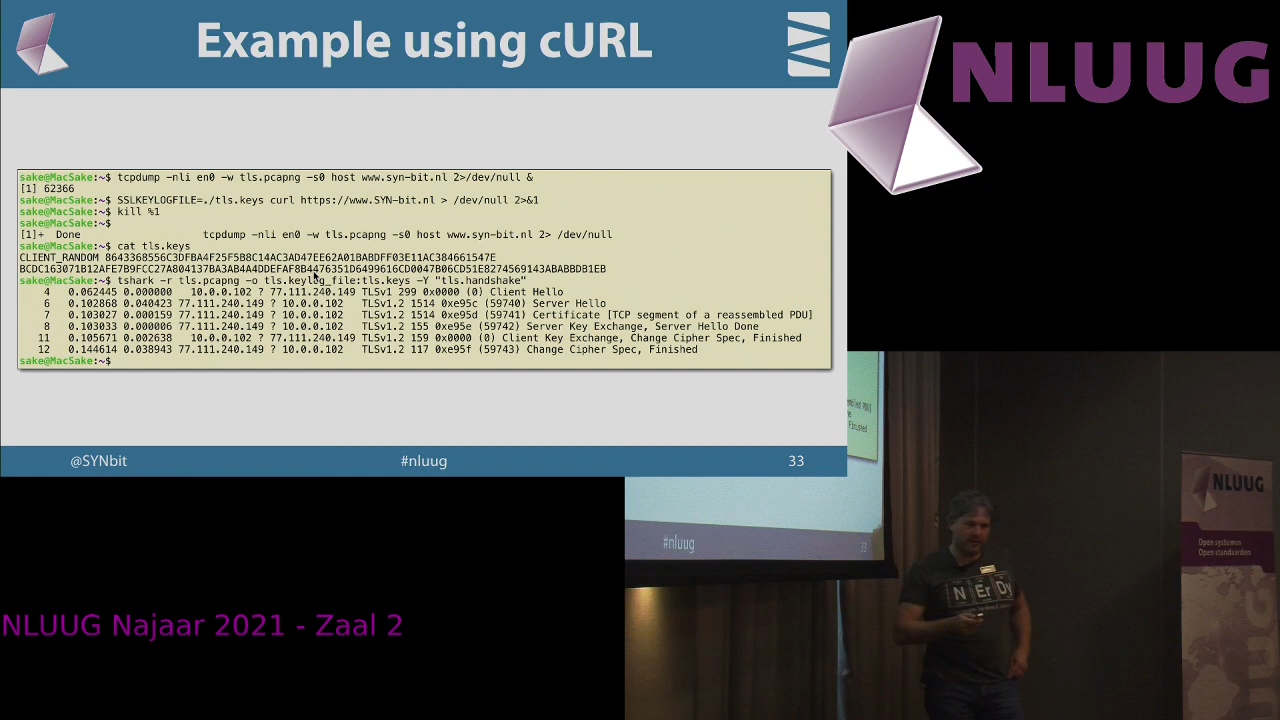 Example using cURL
sake@MacSake:~$ tcpdump -nli en0 -w tls.pcapng -s0 host www.syn-bit.nl 2>/dev/null &
[1] 62366
sake@MacSake:~$ SSLKEYLOGFILE=./tls.keys curl https://www.SYN-bit.nl > /dev/null 2>&1
sake@MacSake:~$ kill %1
sake@MacSake:~$
[1]+  Done                    tcpdump -nli en0 -w tls.pcapng -s0 host www.syn-bit.nl 2> /dev/null
sake@MacSake:~$ cat tls.keys
CLIENT_RANDOM 8643368556C3DFBA4F25F5B8C14AC3AD47EE62A01BABDFF03E11AC384661547E
BCDC163071B12AFE7B9FCC27A804137BA3AB4A4DDEFAF8B4476351D6499616CD0047B06CD51E8274569143ABABBDB1EB
sake@MacSake:~$ tshark -r tls.pcapng -o tls.keylog_file:tls.keys -Y "tls.handshake"
4 0.062445 0.000000 10.0.0.102 ? 77.111.240.149 TLSv1 299 0x0000 (0) Client Hello
6 0.102868 0.040423 77.111.240.149 ? 10.0.0.102 TLSv1.2 1514 0xe95c (59740) Server Hello
7 0.103027 0.000159 77.111.240.149 ? 10.0.0.102 TLSv1.2 1514 0xe95d (59741) Certificate [TCP segment of a reassembled PDU]
8 0.103033 0.000006 77.111.240.149 ? 10.0.0.102 TLSv1.2 155 0xe95e (59742) Server Key Exchange, Server Hello Done
11 0.105671 0.002638 10.0.0.102 ? 77.111.240.149 TLSv1.2 159 0x0000 (0) Client Key Exchange, Change Cipher Spec, Finished
12 0.144614 0.038943 77.111.240.149 ? 10.0.0.102 TLSv1.2 117 0xe95f (59743) Change Cipher Spec, Finished
sake@MacSake:~$
@SYNbit
#nluug
33
NLUUG
PDU]
Finished
#nluug
33
NErDy
NLUUG
Open systemen
Open standaarden
NLUUG Najaar 2021 - Zaal 2